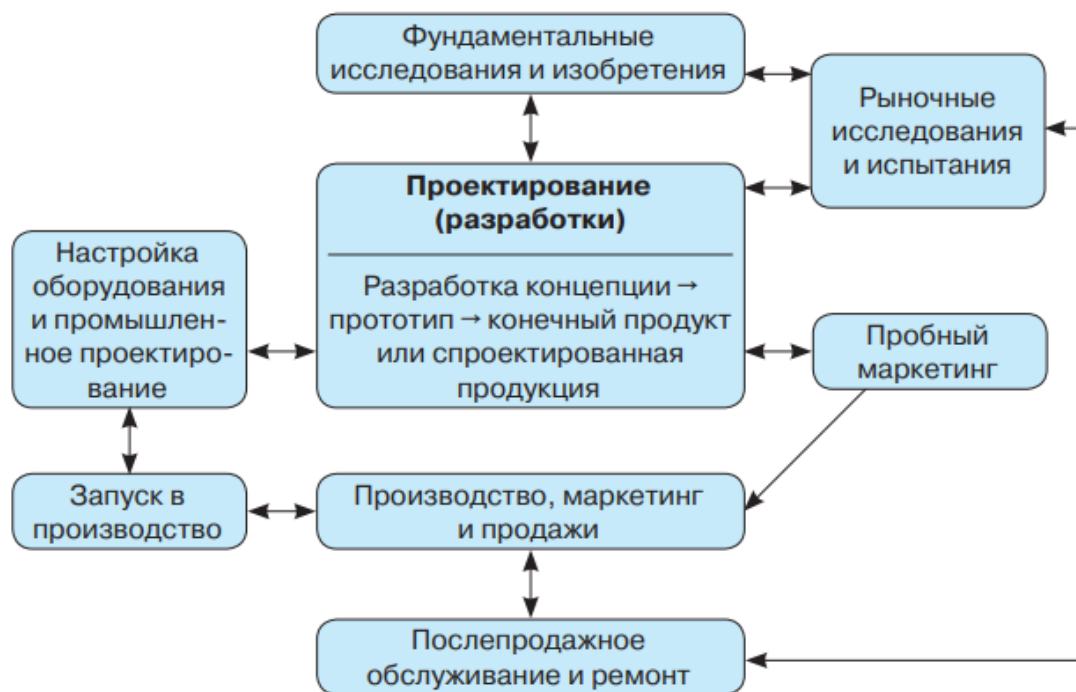 Фундаментальные
исследования и изобретения
Рыночные
исследования
и испытания
Проектирование
(разработки)
Разработка концепции →
прототип → конечный продукт
или спроектированная
продукция
Настройка
оборудования
и промышлен-
ное проектиро-
вание
Пробный
маркетинг
Запуск в
производство
Производство, маркетинг
и продажи
Послепродажное
обслуживание и ремонт